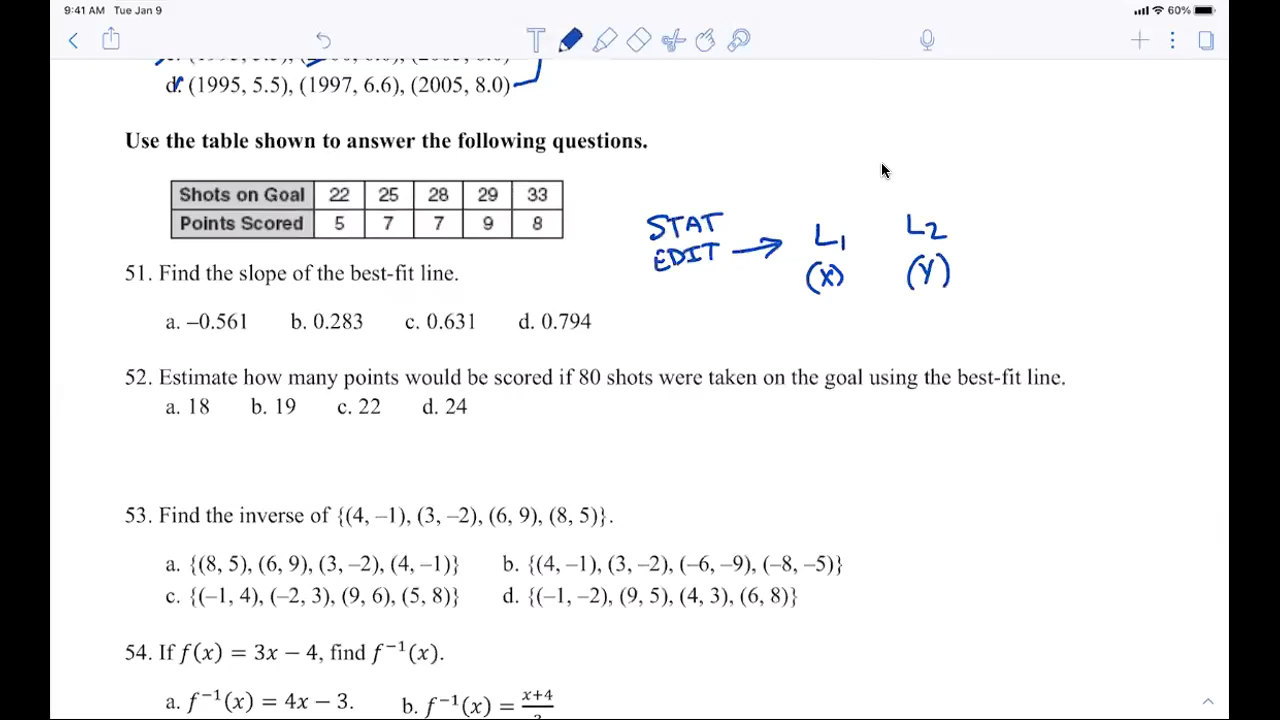 9:41 AM Tue Jan 9
60%
d. (1995, 5.5), (1997, 6.6), (2005, 8.0)
Use the table shown to answer the following questions.
Shots on Goal 22 25 28 29 33
Points Scored 5 7 7 9 8
STAT
EDIT → L1 L2
(X) (Y)
51. Find the slope of the best-fit line.
a. –0.561 b. 0.283 c. 0.631 d. 0.794
52. Estimate how many points would be scored if 80 shots were taken on the goal using the best-fit line.
a. 18 b. 19 c. 22 d. 24
53. Find the inverse of {(4, –1), (3, –2), (6, 9), (8, 5)}.
a. {(8, 5), (6, 9), (3, –2), (4, –1)} b. {(4, –1), (3, –2), (–6, –9), (–8, –5)}
c. {(–1, 4), (–2, 3), (9, 6), (5, 8)} d. {(–1, –2), (9, 5), (4, 3), (6, 8)}
54. If f(x) = 3x − 4, find f⁻¹(x).
a. f⁻¹(x) = 4x − 3. b. f⁻¹(x) = x+4